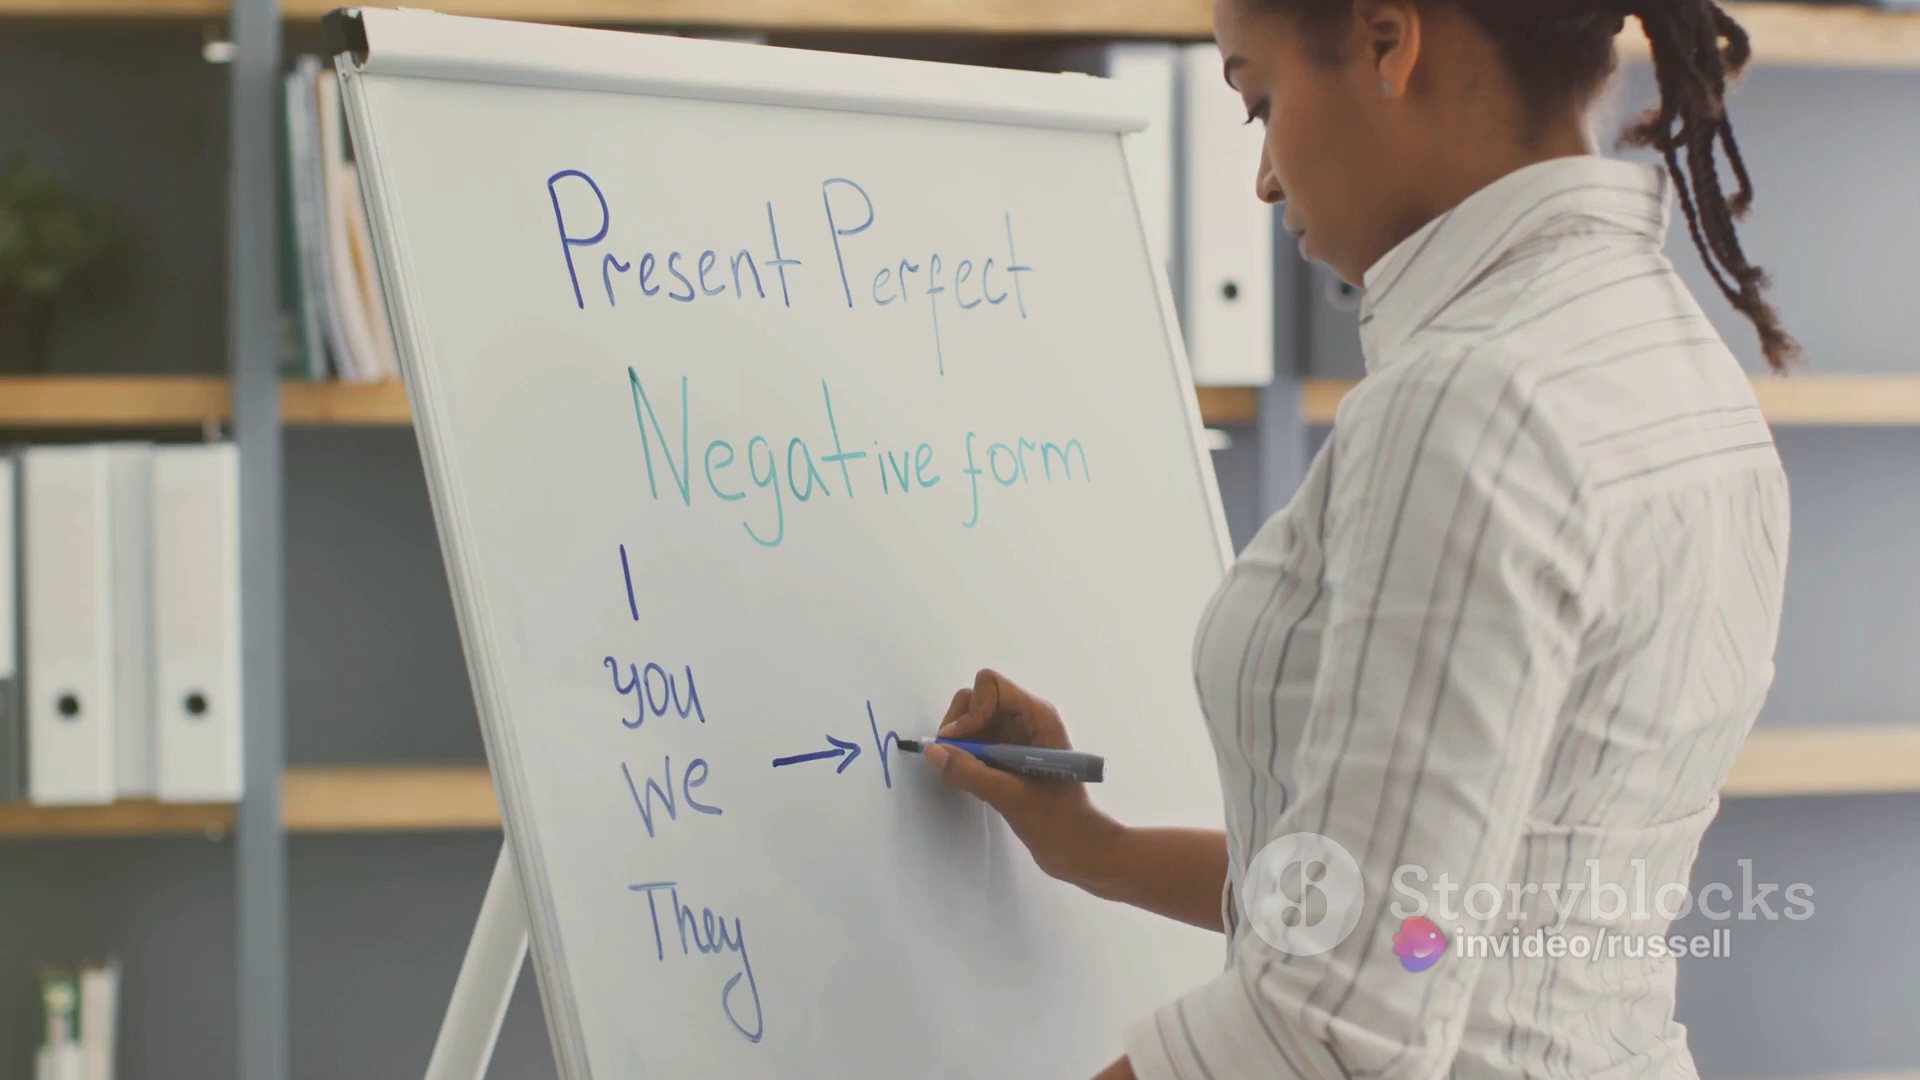 Present Perfect
Negative form
I
you
We → h
They
Storyblocks
invideo/russell